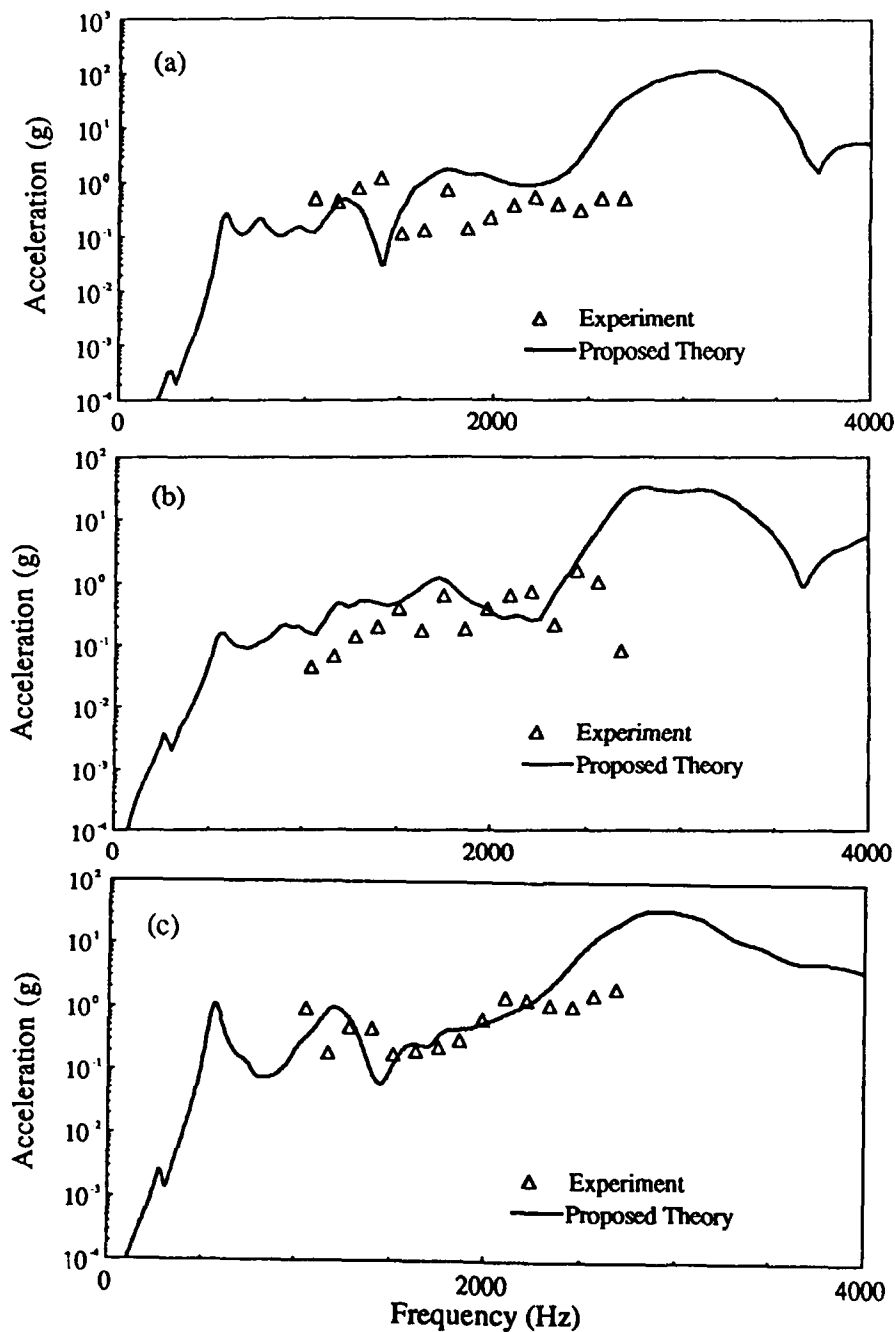 (a)
Acceleration (g)
10³
10²
10¹
10⁰
10⁻¹
10⁻²
10⁻³
10⁻⁴
Experiment
Proposed Theory
0
2000
4000
(b)
Acceleration (g)
10²
10¹
10⁰
10⁻¹
10⁻²
10⁻³
10⁻⁴
Experiment
Proposed Theory
0
2000
4000
(c)
Acceleration (g)
10²
10¹
10⁰
10⁻¹
10⁻²
10⁻³
10⁻⁴
Experiment
Proposed Theory
0
2000
4000
Frequency (Hz)